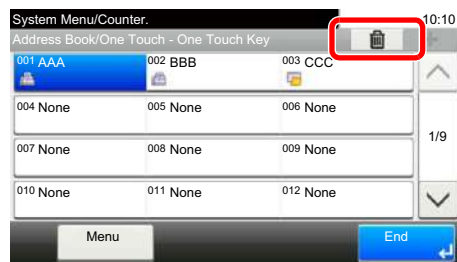 System Menu/Counter. 10:10
Address Book/One Touch - One Touch Key
001 AAA 002 BBB 003 CCC
004 None 005 None 006 None
1/9
007 None 008 None 009 None
010 None 011 None 012 None
Menu End